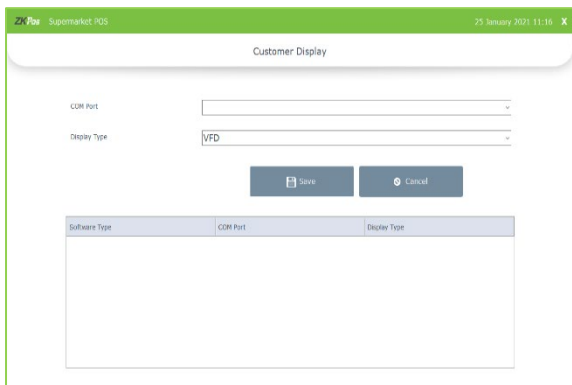 ZKPos Supermarket POS 25 January 2021 11:16 X
Customer Display
COM Port
Display Type VFD
Save Cancel
Software Type COM Port Display Type